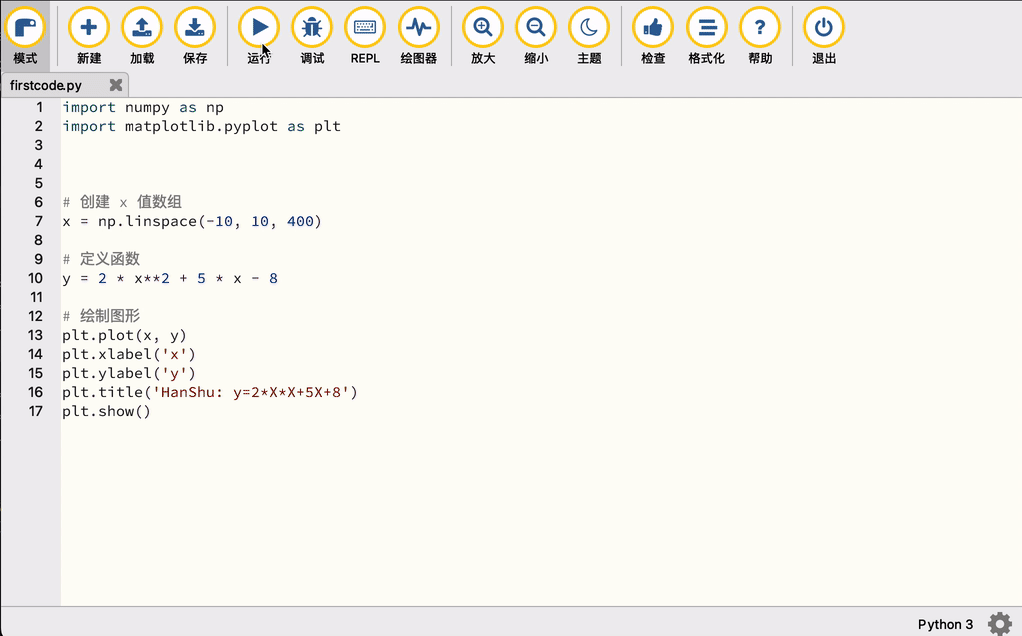 模式 新建 加载 保存 运行 调试 REPL 绘图器 放大 缩小 主题 检查 格式化 帮助 退出
firstcode.py
1 import numpy as np
2 import matplotlib.pyplot as plt
3
4
5
6 # 创建 x 值数组
7 x = np.linspace(-10, 10, 400)
8
9 # 定义函数
10 y = 2 * x**2 + 5 * x - 8
11
12 # 绘制图形
13 plt.plot(x, y)
14 plt.xlabel('x')
15 plt.ylabel('y')
16 plt.title('HanShu: y=2*X*X+5X+8')
17 plt.show()
Python 3